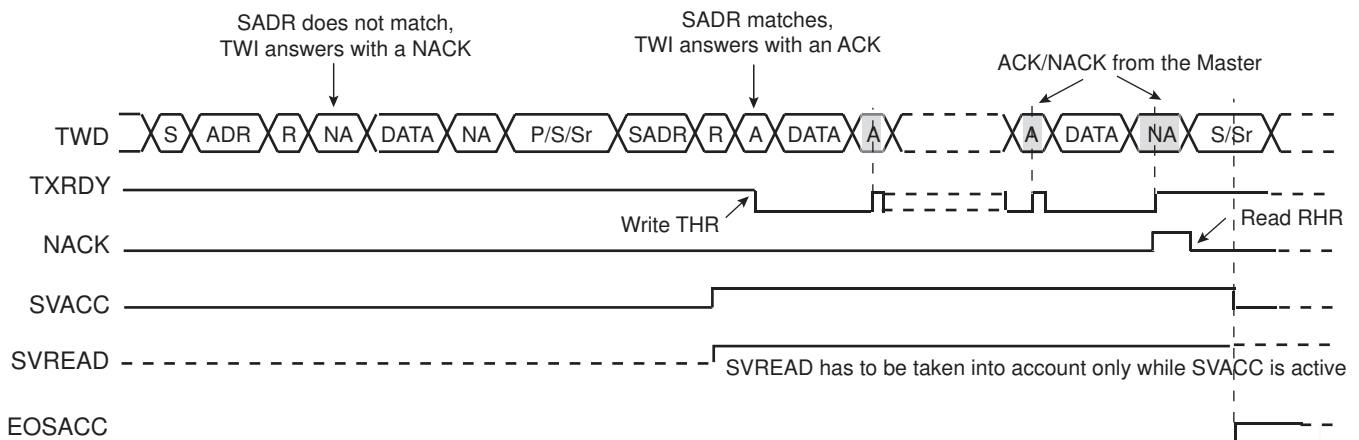 SADR does not match,
TWI answers with a NACK
SADR matches,
TWI answers with an ACK
ACK/NACK from the Master
TWD S ADR R NA DATA NA P/S/Sr SADR R A DATA A A DATA NA S/Sr
TXRDY
Write THR
Read RHR
NACK
SVACC
SVREAD
SVREAD has to be taken into account only while SVACC is active
EOSACC